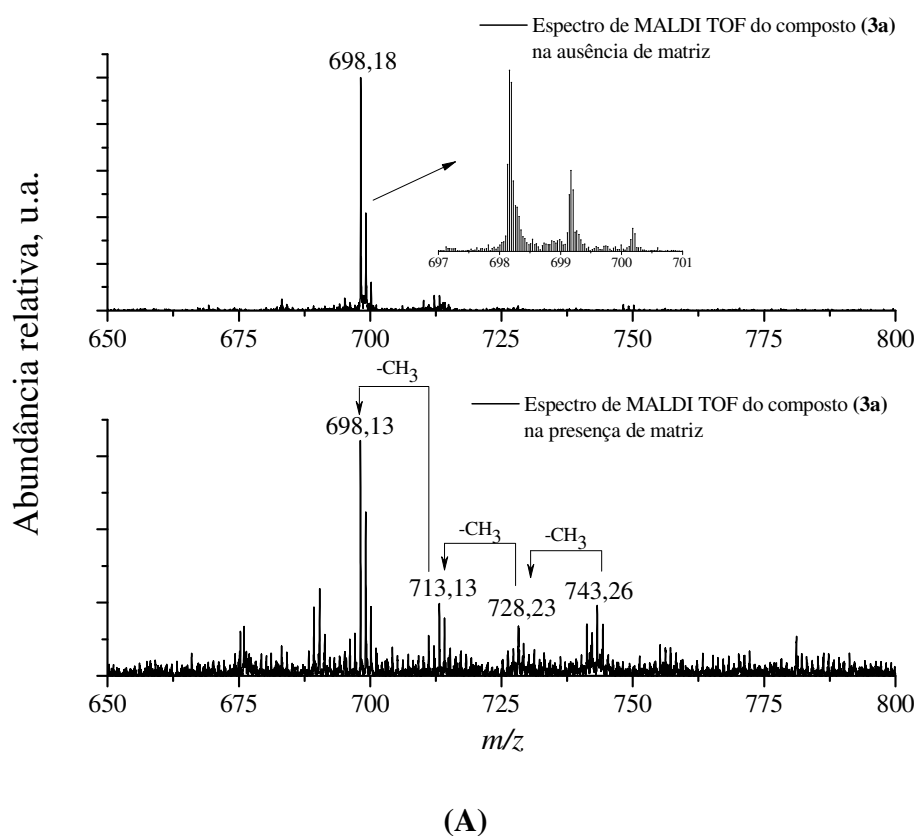 Abundância relativa, u.a.
Espectro de MALDI TOF do composto (3a)
na ausência de matriz
698,18
697 698 699 700 701
650 675 700 725 750 775 800
Espectro de MALDI TOF do composto (3a)
na presença de matriz
-CH3
698,13
-CH3
-CH3
713,13
728,23
743,26
650 675 700 725 750 775 800
m/z
(A)